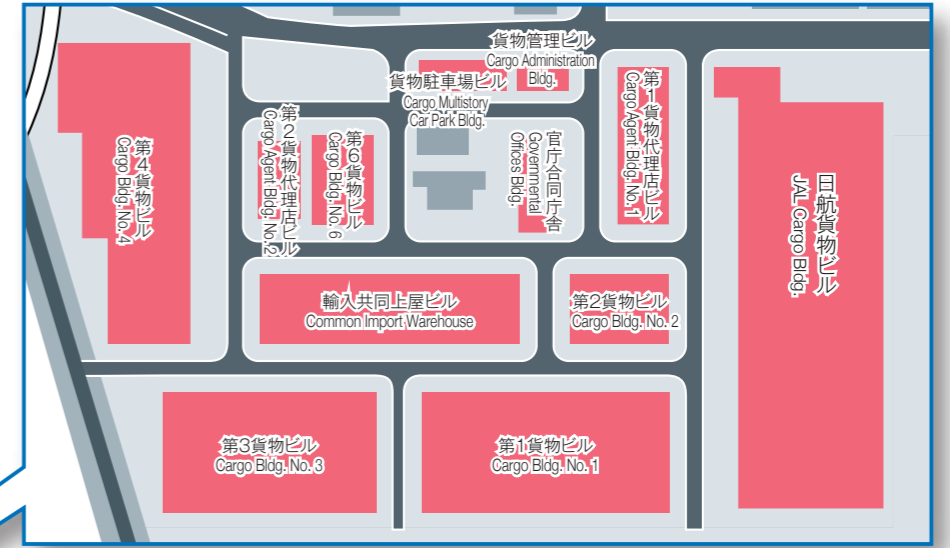 貨物管理ビル
Cargo Administration
Bldg.
貨物駐車場ビル
Cargo Multistory
Car Park Bldg.
第1貨物代理店ビル
Cargo Agent Bldg. No.1
第4貨物ビル
Cargo Bldg. No. 4
第2貨物代理店ビル
Cargo Agent Bldg. No.2
第6貨物ビル
Cargo Bldg. No. 6
官庁合同庁舎
Governmental
Offices Bldg.
日航貨物ビル
JAL Cargo Bldg.
輸入共同上屋ビル
Common Import Warehouse
第2貨物ビル
Cargo Bldg. No. 2
第3貨物ビル
Cargo Bldg. No. 3
第1貨物ビル
Cargo Bldg. No. 1